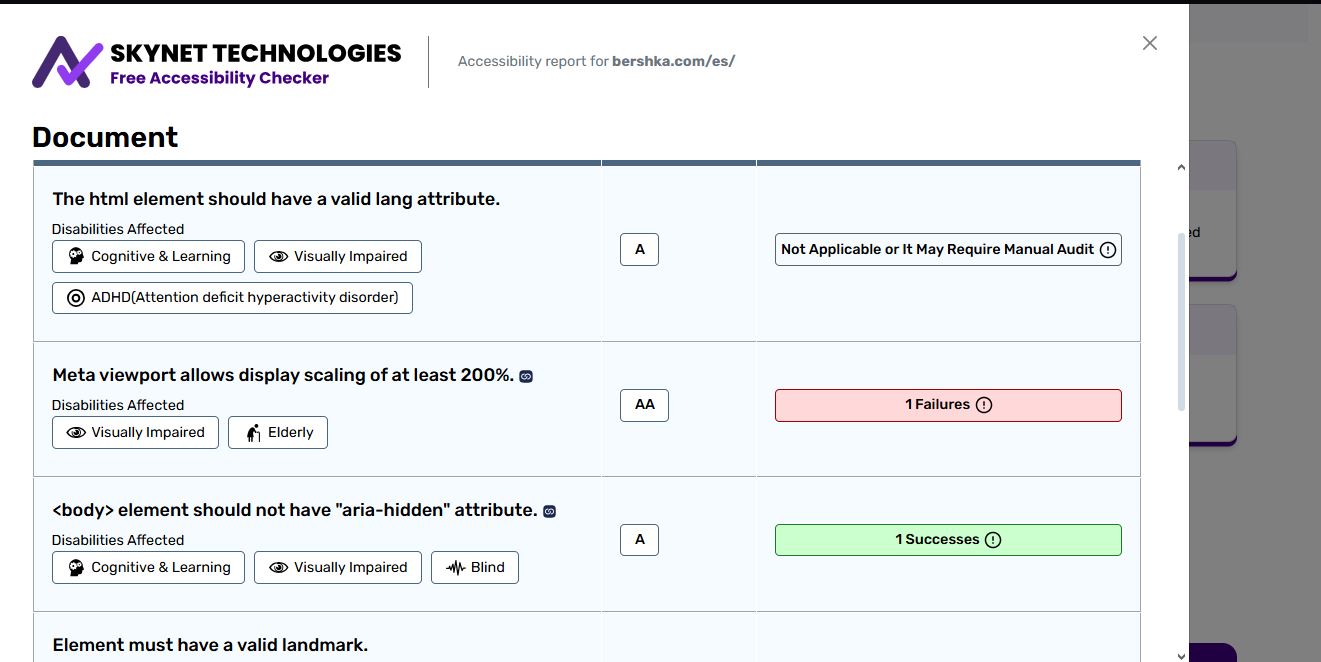 SKYNET TECHNOLOGIES
Free Accessibility Checker
Accessibility report for bershka.com/es/
Document
The html element should have a valid lang attribute.
Disabilities Affected
Cognitive & Learning
Visually Impaired
ADHD(Attention deficit hyperactivity disorder)
A
Not Applicable or It May Require Manual Audit
Meta viewport allows display scaling of at least 200%.
Disabilities Affected
Visually Impaired
Elderly
AA
1 Failures
<body> element should not have "aria-hidden" attribute.
Disabilities Affected
Cognitive & Learning
Visually Impaired
Blind
A
1 Successes
Element must have a valid landmark.